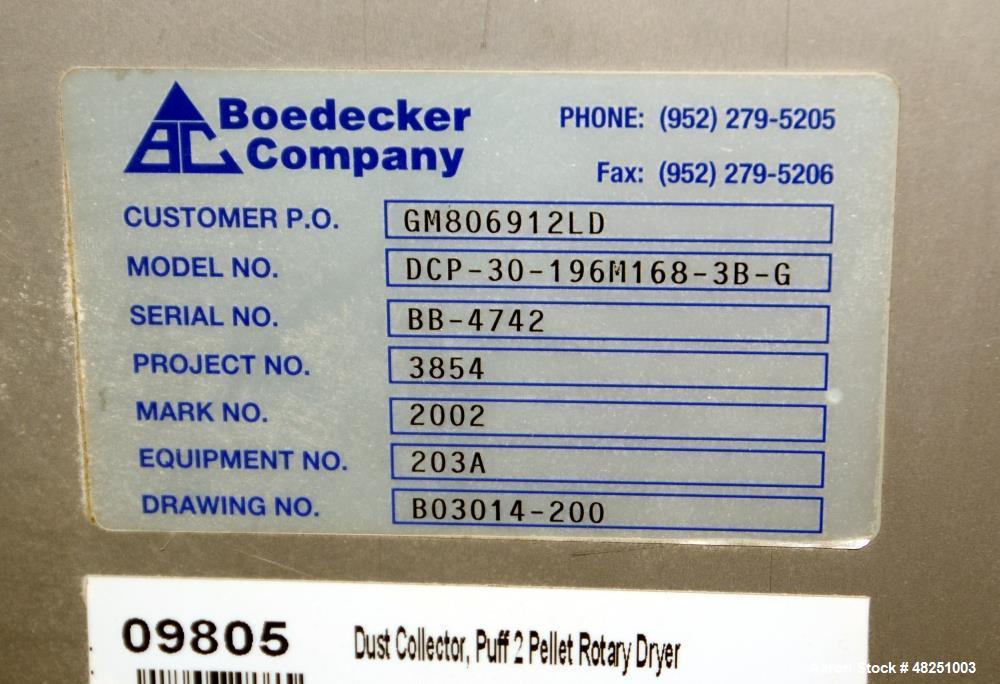 Boedecker Company
PHONE: (952) 279-5205
Fax: (952) 279-5206
CUSTOMER P.O. GM806912LD
MODEL NO. DCP-30-196M168-3B-G
SERIAL NO. BB-4742
PROJECT NO. 3854
MARK NO. 2002
EQUIPMENT NO. 203A
DRAWING NO. B03014-200
09805 Dust Collector, Puff 2 Pellet Rotary Dryer
Aaron Stock # 48251003